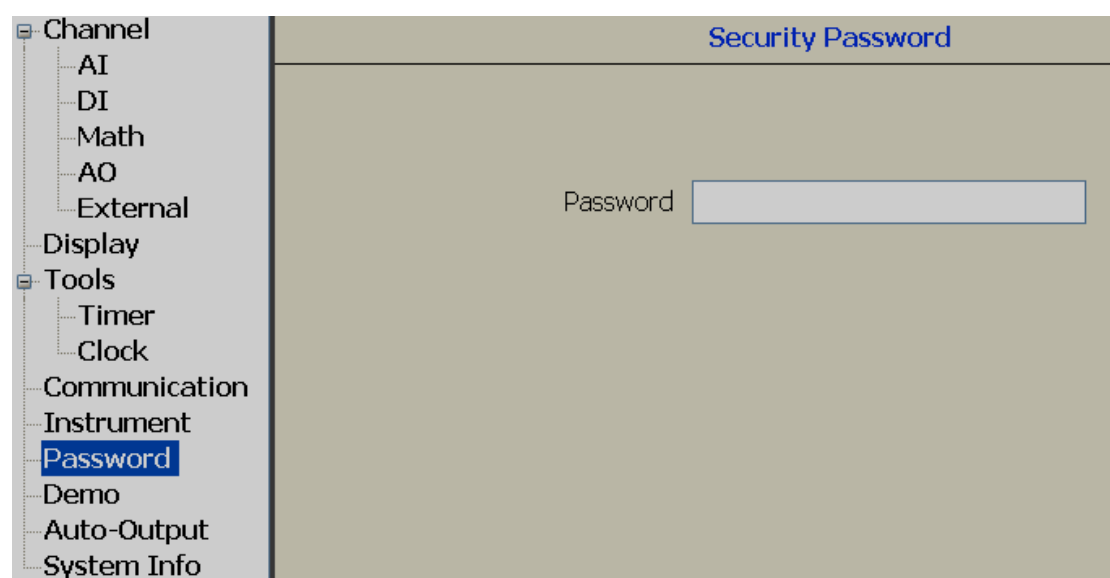 Channel
AI
DI
Math
AO
External
Display
Tools
Timer
Clock
Communication
Instrument
Password
Demo
Auto-Output
System Info
Security Password
Password